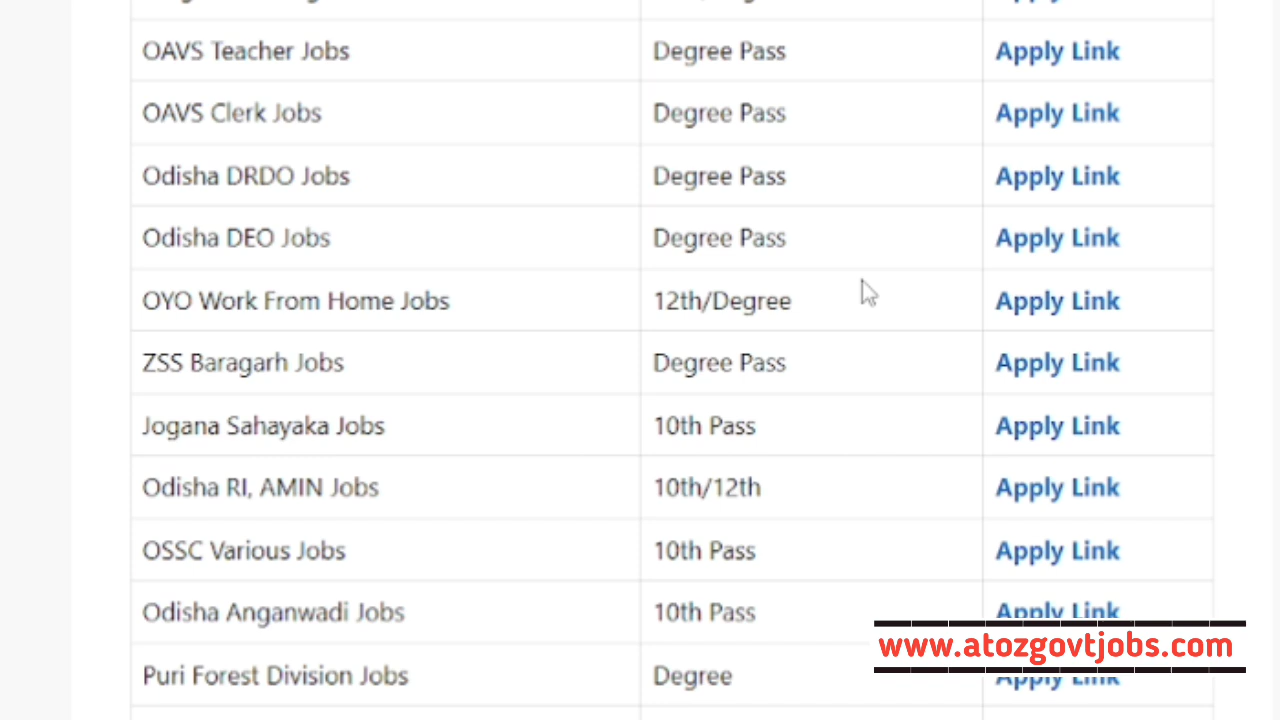 OAVS Teacher Jobs Degree Pass Apply Link
OAVS Clerk Jobs Degree Pass Apply Link
Odisha DRDO Jobs Degree Pass Apply Link
Odisha DEO Jobs Degree Pass Apply Link
OYO Work From Home Jobs 12th/Degree Apply Link
ZSS Baragarh Jobs Degree Pass Apply Link
Jogana Sahayaka Jobs 10th Pass Apply Link
Odisha RI, AMIN Jobs 10th/12th Apply Link
OSSC Various Jobs 10th Pass Apply Link
Odisha Anganwadi Jobs 10th Pass Apply Link
www.atozgovtjobs.com
Puri Forest Division Jobs Degree Apply Link